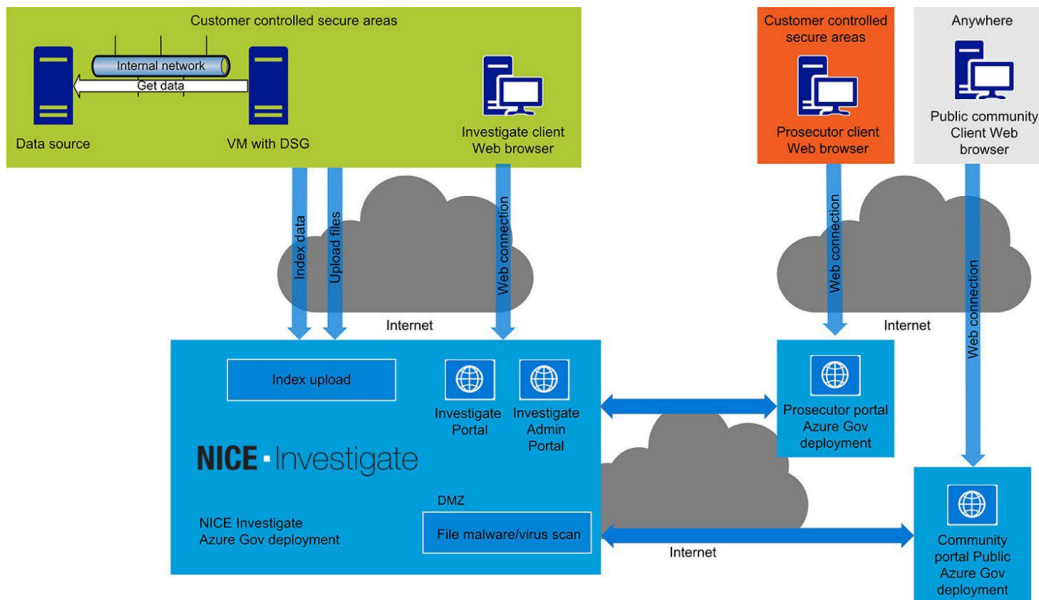 Customer controlled secure areas
Internal network
Get data
Data source
VM with DSG
Investigate client
Web browser
Customer controlled
secure areas
Prosecutor client
Web browser
Anywhere
Public community
Client Web
browser
Index data
Upload files
Web connection
Internet
Web connection
Internet
Web connection
Index upload
Investigate
Portal
Investigate
Admin
Portal
Prosecutor portal
Azure Gov
deployment
NICE Investigate
NICE Investigate
Azure Gov deployment
DMZ
File malware/virus scan
Internet
Community
portal Public
Azure Gov
deployment